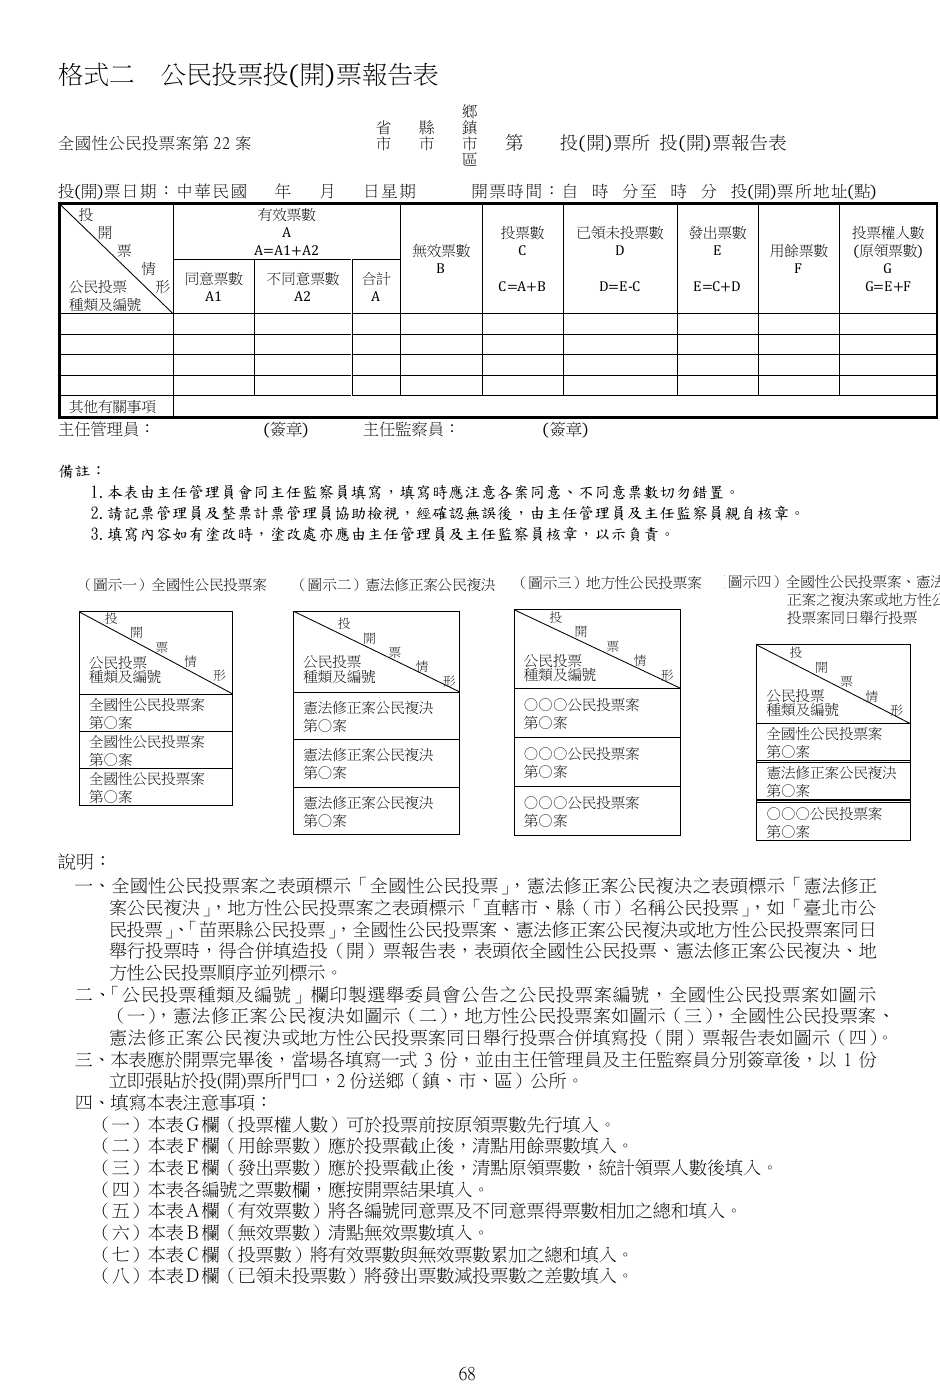 格式二　公民投票投(開)票報告表
全國性公民投票案第 22 案　省市　縣市　鄉鎮市區　第　　投(開)票所 投(開)票報告表
投(開)票日期：中華民國　年　月　日星期　開票時間：自　時　分至　時　分　投(開)票所地址(點)
投開票情形
公民投票
種類及編號
有效票數
A
A=A1+A2
同意票數
A1
不同意票數
A2
合計
A
無效票數
B
投票數
C
C=A+B
已領未投票數
D
D=E-C
發出票數
E
E=C+D
用餘票數
F
投票權人數
(原領票數)
G
G=E+F
其他有關事項
主任管理員：　　　(簽章)　　　主任監察員：　　　(簽章)
備註：
1.本表由主任管理員會同主任監察員填寫，填寫時應注意各案同意、不同意票數切勿錯置。
2.請記票管理員及整票計票管理員協助檢視，經確認無誤後，由主任管理員及主任監察員親自核章。
3.填寫內容如有塗改時，塗改處亦應由主任管理員及主任監察員核章，以示負責。
（圖示一）全國性公民投票案
投開票情形
公民投票
種類及編號
全國性公民投票案
第○案
全國性公民投票案
第○案
全國性公民投票案
第○案
（圖示二）憲法修正案公民複決
投開票情形
公民投票
種類及編號
憲法修正案公民複決
第○案
憲法修正案公民複決
第○案
憲法修正案公民複決
第○案
（圖示三）地方性公民投票案
投開票情形
公民投票
種類及編號
○○○公民投票案
第○案
○○○公民投票案
第○案
○○○公民投票案
第○案
圖示四）全國性公民投票案、憲法
正案之複決案或地方性公
投票案同日舉行投票
投開票情形
公民投票
種類及編號
全國性公民投票案
第○案
憲法修正案公民複決
第○案
○○○公民投票案
第○案
說明：
一、全國性公民投票案之表頭標示「全國性公民投票」，憲法修正案公民複決之表頭標示「憲法修正
案公民複決」，地方性公民投票案之表頭標示「直轄市、縣（市）名稱公民投票」，如「臺北市公
民投票」、「苗栗縣公民投票」，全國性公民投票案、憲法修正案公民複決或地方性公民投票案同日
舉行投票時，得合併填造投（開）票報告表，表頭依全國性公民投票、憲法修正案公民複決、地
方性公民投票順序並列標示。
二、「公民投票種類及編號」欄印製選舉委員會公告之公民投票案編號，全國性公民投票案如圖示
（一），憲法修正案公民複決如圖示（二），地方性公民投票案如圖示（三），全國性公民投票案、
憲法修正案公民複決或地方性公民投票案同日舉行投票合併填寫投（開）票報告表如圖示（四）。
三、本表應於開票完畢後，當場各填寫一式 3 份，並由主任管理員及主任監察員分別簽章後，以 1 份
立即張貼於投(開)票所門口，2 份送鄉（鎮、市、區）公所。
四、填寫本表注意事項：
（一）本表Ｇ欄（投票權人數）可於投票前按原領票數先行填入。
（二）本表Ｆ欄（用餘票數）應於投票截止後，清點用餘票數填入。
（三）本表Ｅ欄（發出票數）應於投票截止後，清點原領票數，統計領票人數後填入。
（四）本表各編號之票數欄，應按開票結果填入。
（五）本表Ａ欄（有效票數）將各編號同意票及不同意票得票數相加之總和填入。
（六）本表Ｂ欄（無效票數）清點無效票數填入。
（七）本表Ｃ欄（投票數）將有效票數與無效票數累加之總和填入。
（八）本表Ｄ欄（已領未投票數）將發出票數減投票數之差數填入。
68